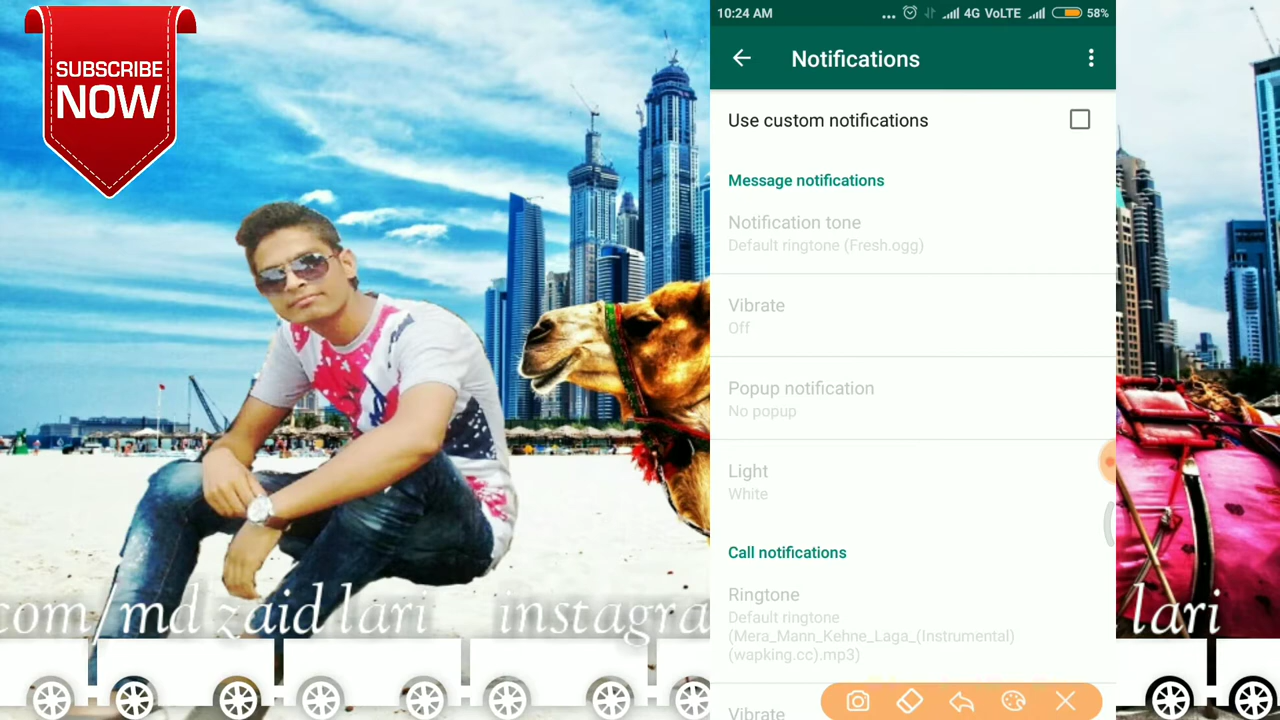 SUBSCRIBE
NOW
10:24 AM
... 4G VoLTE 58%
Notifications
Use custom notifications
Message notifications
Notification tone
Default ringtone (Fresh.ogg)
Vibrate
Off
Popup notification
No popup
Light
White
Call notifications
Ringtone
Default ringtone
(Mera_Mann_Kehne_Laga_(Instrumental)
(wapking.cc).mp3)
Vibrate
com/md zaid lari instagra
lari